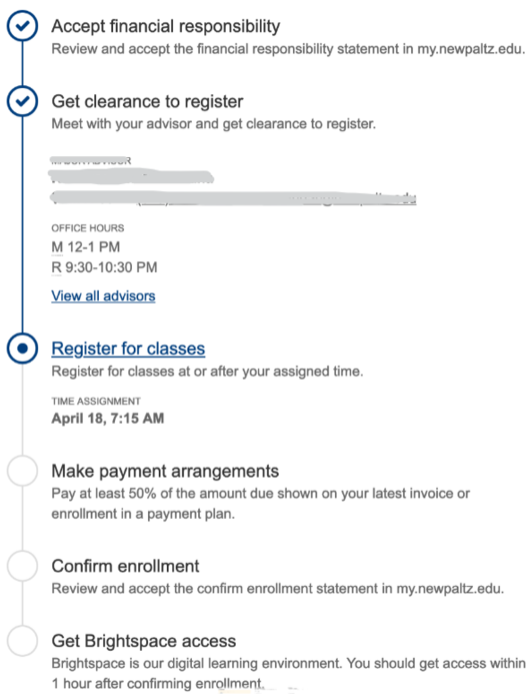 Accept financial responsibility
Review and accept the financial responsibility statement in my.newpaltz.edu.
Get clearance to register
Meet with your advisor and get clearance to register.
OFFICE HOURS
M 12-1 PM
R 9:30-10:30 PM
View all advisors
Register for classes
Register for classes at or after your assigned time.
TIME ASSIGNMENT
April 18, 7:15 AM
Make payment arrangements
Pay at least 50% of the amount due shown on your latest invoice or
enrollment in a payment plan.
Confirm enrollment
Review and accept the confirm enrollment statement in my.newpaltz.edu.
Get Brightspace access
Brightspace is our digital learning environment. You should get access within
1 hour after confirming enrollment.